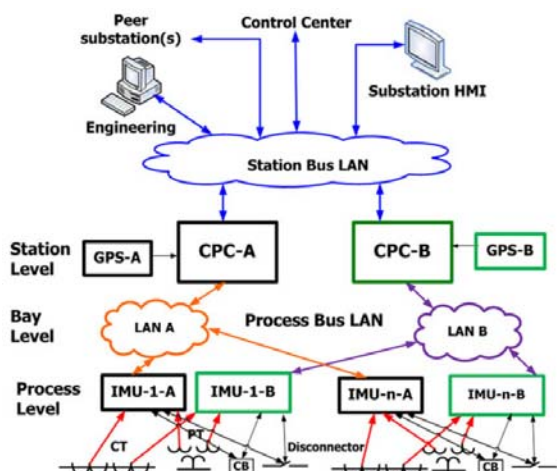 Peer
substation(s)
Control Center
Substation HMI
Engineering
Station Bus LAN
Station
Level
GPS-A
CPC-A
CPC-B
GPS-B
Bay
Level
LAN A
Process Bus LAN
LAN B
Process
Level
IMU-1-A
IMU-1-B
IMU-n-A
IMU-n-B
CT
PT
Disconnector
CB
CB